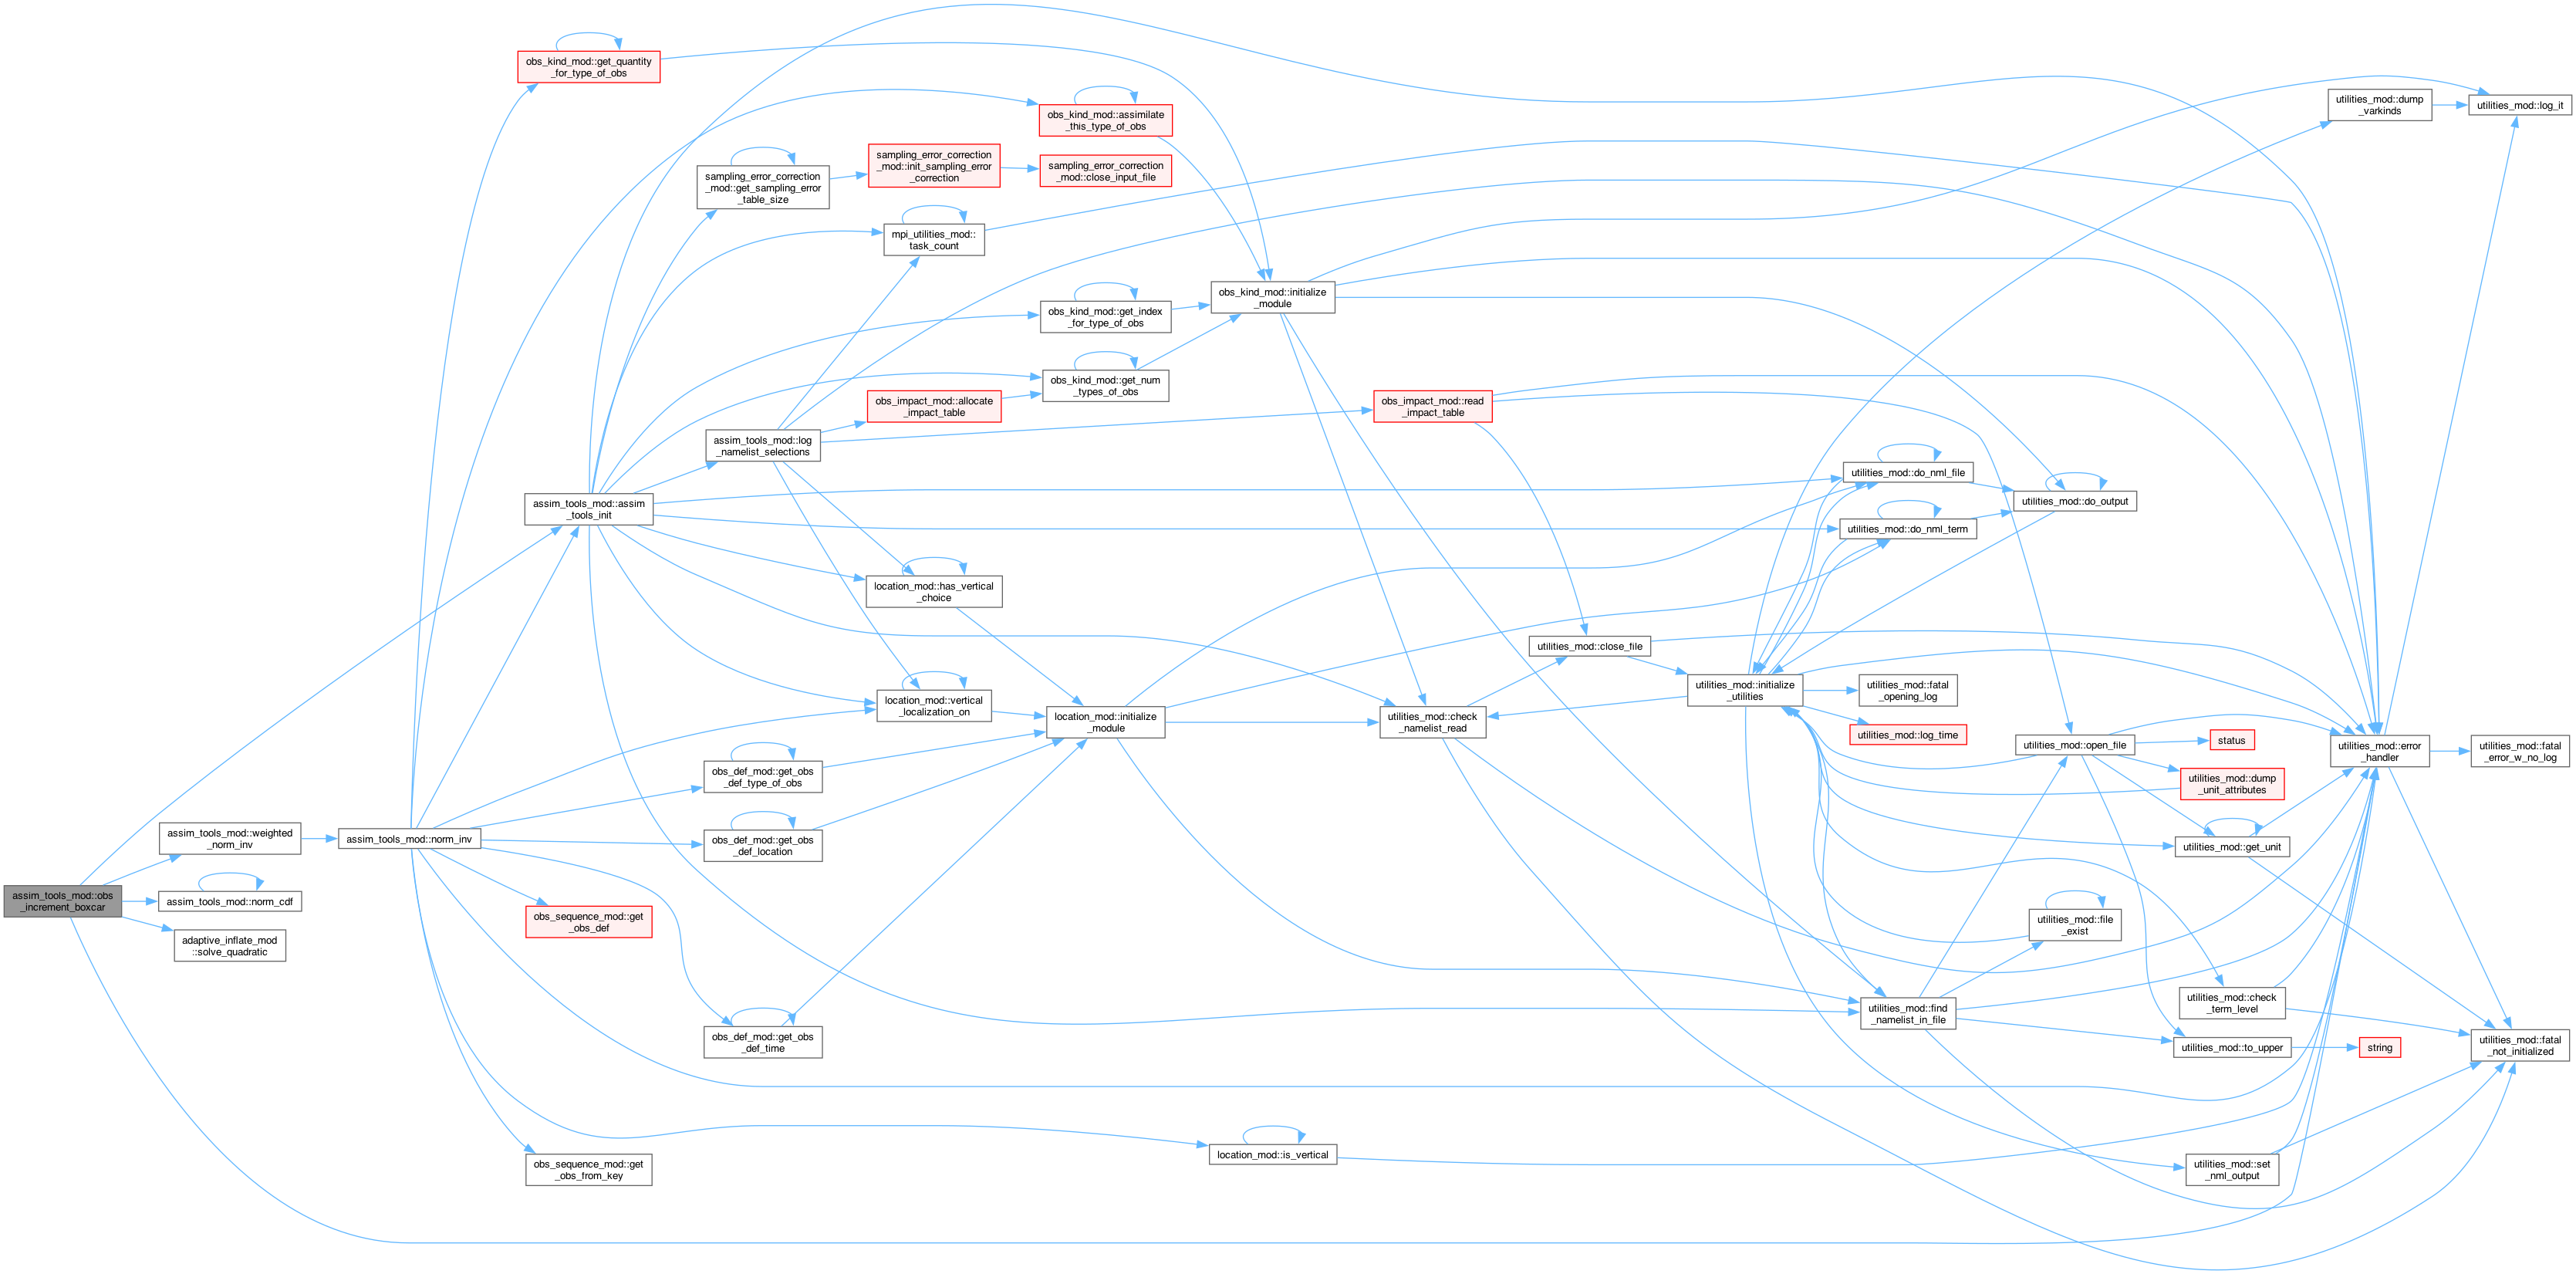 assim_tools_mod::obs
_increment_boxcar
assim_tools_mod::weighted
_norm_inv
assim_tools_mod::norm_cdf
adaptive_inflate_mod
::solve_quadratic
assim_tools_mod::norm_inv
obs_kind_mod::get_quantity
_for_type_of_obs
assim_tools_mod::assim
_tools_init
obs_sequence_mod::get
_obs_def
obs_sequence_mod::get
_obs_from_key
sampling_error_correction
_mod::get_sampling_error
_table_size
assim_tools_mod::log
_namelist_selections
obs_def_mod::get_obs
_def_type_of_obs
obs_def_mod::get_obs
_def_location
obs_def_mod::get_obs
_def_time
sampling_error_correction
_mod::init_sampling_error
_correction
mpi_utilities_mod::
task_count
obs_impact_mod::allocate
_impact_table
location_mod::has_vertical
_choice
location_mod::vertical
_localization_on
obs_kind_mod::assimilate
_this_type_of_obs
sampling_error_correction
_mod::close_input_file
obs_kind_mod::get_index
_for_type_of_obs
obs_kind_mod::get_num
_types_of_obs
location_mod::initialize
_module
obs_kind_mod::initialize
_module
location_mod::is_vertical
obs_impact_mod::read
_impact_table
utilities_mod::check
_namelist_read
utilities_mod::close_file
utilities_mod::initialize
_utilities
utilities_mod::do_nml_file
utilities_mod::do_nml_term
utilities_mod::fatal
_opening_log
utilities_mod::log_time
utilities_mod::find
_namelist_in_file
utilities_mod::do_output
utilities_mod::open_file
utilities_mod::file
_exist
status
utilities_mod::dump
_unit_attributes
utilities_mod::get_unit
utilities_mod::check
_term_level
utilities_mod::to_upper
utilities_mod::set
_nml_output
utilities_mod::dump
_varkinds
utilities_mod::error
_handler
string
utilities_mod::log_it
utilities_mod::fatal
_error_w_no_log
utilities_mod::fatal
_not_initialized